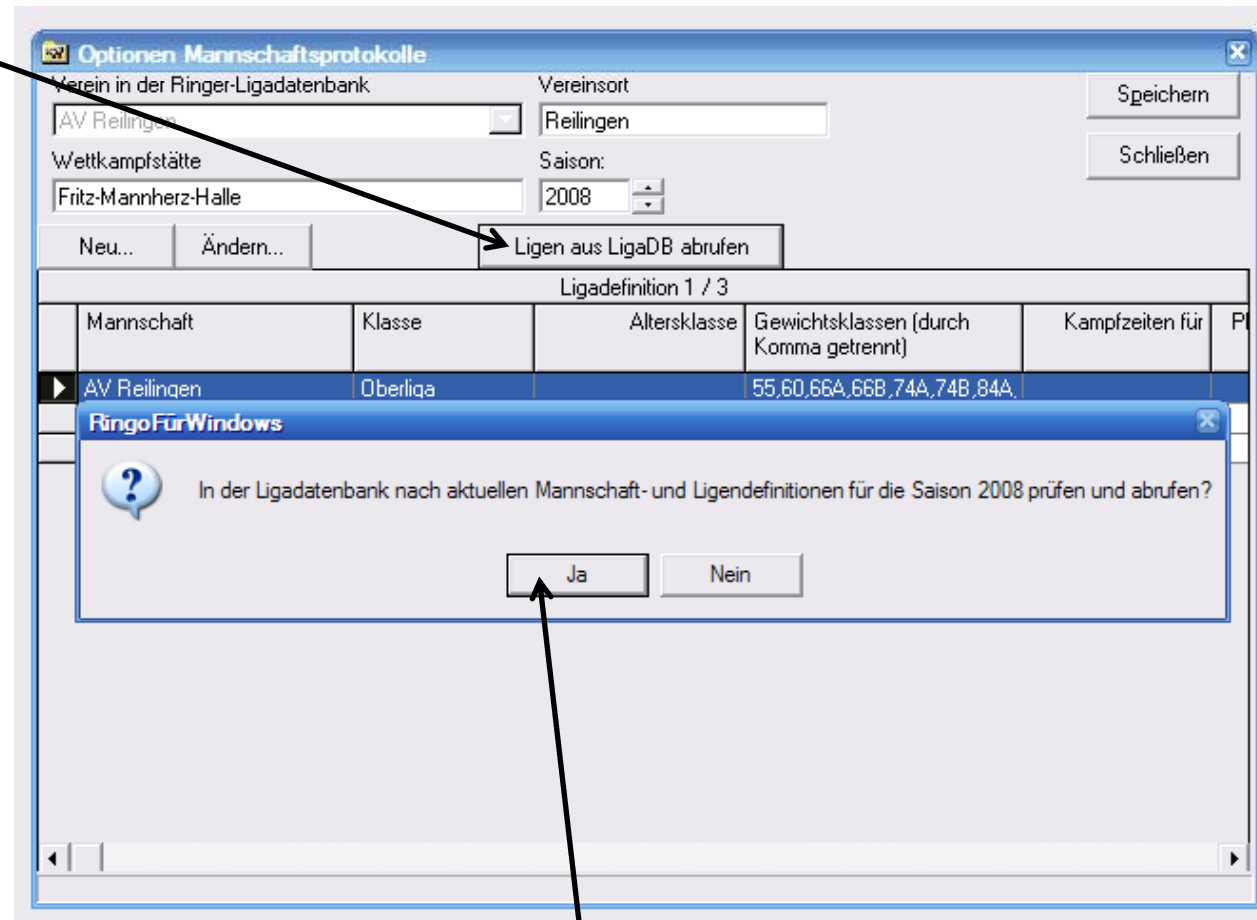 Optionen Mannschaftsprotokolle
Verein in der Ringer-Ligadatenbank
Vereinsort
Speichern
AV Reilingen
Reilingen
Wettkampfstätte
Saison:
Schließen
Fritz-Mannherz-Halle
2008
Neu...
Ändern...
Ligen aus LigaDB abrufen
Ligadefinition 1 / 3
Mannschaft
Klasse
Altersklasse
Gewichtsklassen (durch
Komma getrennt)
Kampfzeiten für
AV Reilingen
Oberliga
55,60,66A,66B,74A,74B,84A,
RingoFürWindows
In der Ligadatenbank nach aktuellen Mannschaft- und Ligendefinitionen für die Saison 2008 prüfen und abrufen?
Ja
Nein